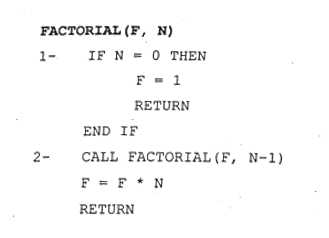 FACTORIAL(F, N)
1- IF N = 0 THEN
F = 1
RETURN
END IF
2- CALL FACTORIAL(F, N-1)
F = F * N
RETURN